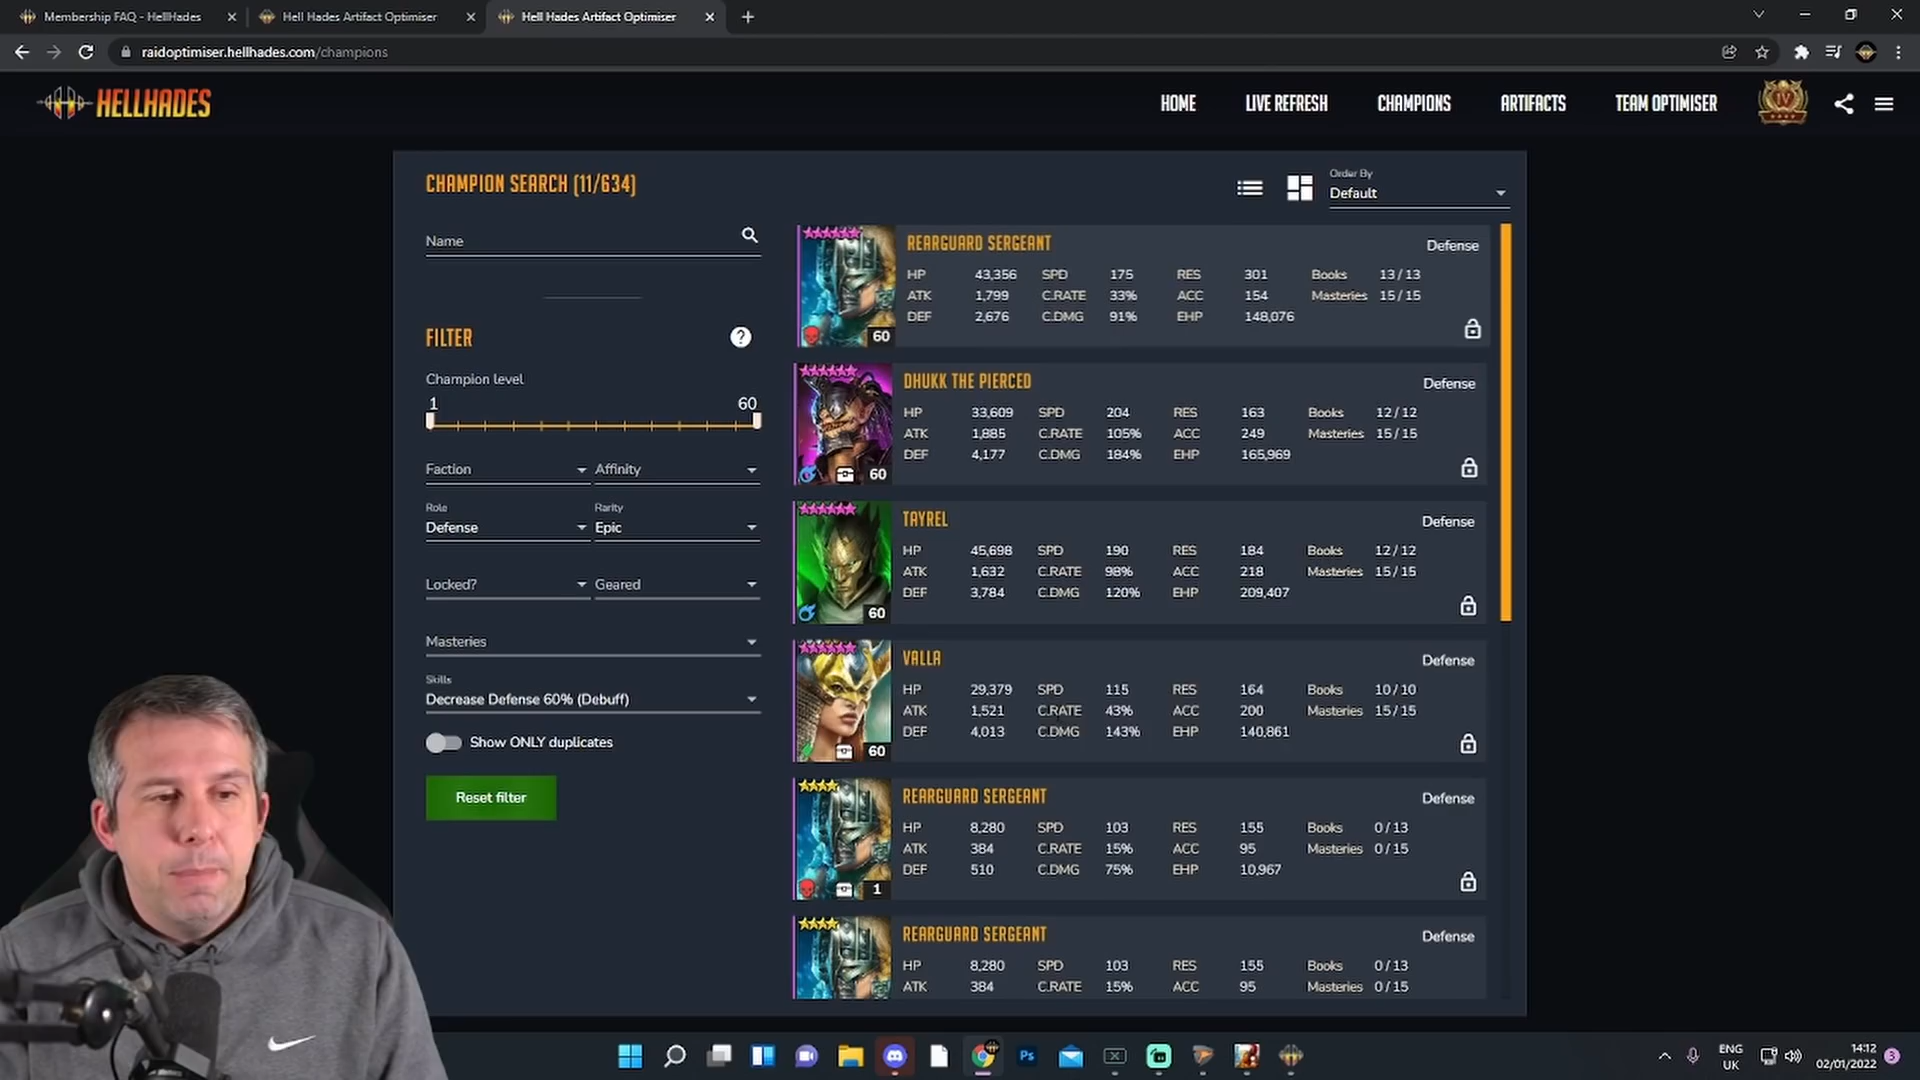 Membership FAQ - HellHades
Hell Hades Artifact Optimiser
Hell Hades Artifact Optimiser
raidoptimiser.hellhades.com/champions
HELLHADES
HOME
LIVE REFRESH
CHAMPIONS
ARTIFACTS
TEAM OPTIMISER
IV
CHAMPION SEARCH (11/634)
Order By
Default
Name
FILTER
?
Champion level
1
60
Faction
Affinity
Role
Defense
Rarity
Epic
Locked?
Geared
Masteries
Skills
Decrease Defense 60% (Debuff)
Show ONLY duplicates
Reset filter
REARGUARD SERGEANT
Defense
HP 43,356 SPD 175 RES 301 Books 13 / 13
ATK 1,799 C.RATE 33% ACC 154 Masteries 15 / 15
DEF 2,676 C.DMG 91% EHP 148,076
60
DHUKK THE PIERCED
Defense
HP 33,609 SPD 204 RES 163 Books 12 / 12
ATK 1,885 C.RATE 105% ACC 249 Masteries 15 / 15
DEF 4,177 C.DMG 184% EHP 165,969
60
TAYREL
Defense
HP 45,698 SPD 190 RES 184 Books 12 / 12
ATK 1,632 C.RATE 98% ACC 218 Masteries 15 / 15
DEF 3,784 C.DMG 120% EHP 209,407
60
VALLA
Defense
HP 29,379 SPD 115 RES 164 Books 10 / 10
ATK 1,521 C.RATE 43% ACC 200 Masteries 15 / 15
DEF 4,013 C.DMG 143% EHP 140,861
60
REARGUARD SERGEANT
Defense
HP 8,280 SPD 103 RES 155 Books 0 / 13
ATK 384 C.RATE 15% ACC 95 Masteries 0 / 15
DEF 510 C.DMG 75% EHP 10,967
1
REARGUARD SERGEANT
Defense
HP 8,280 SPD 103 RES 155 Books 0 / 13
ATK 384 C.RATE 15% ACC 95 Masteries 0 / 15
Ps
ENG
UK
14:12
02/01/2022
3